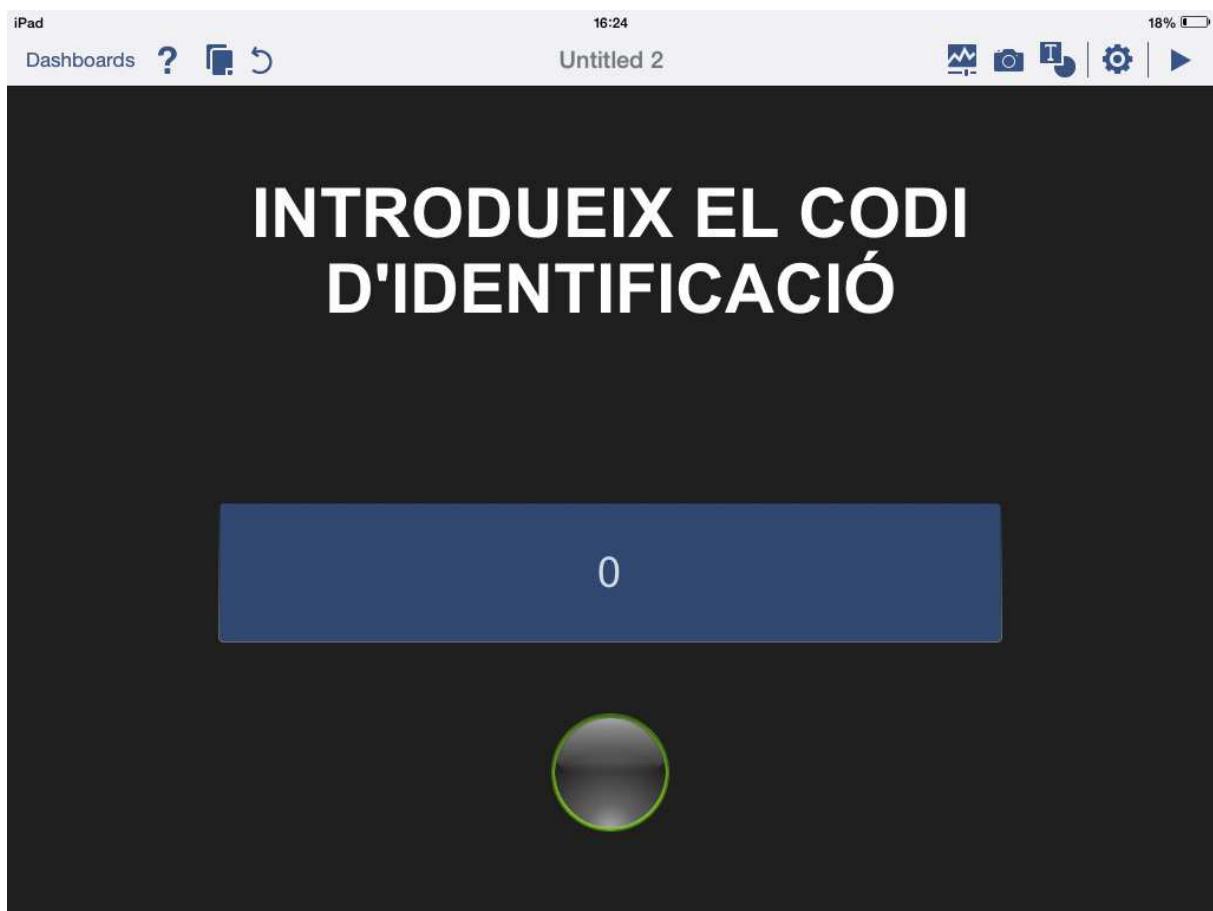 iPad 16:24 18%
Dashboards ? Untitled 2 T
INTRODUEIX EL CODI
D'IDENTIFICACIÓ
0